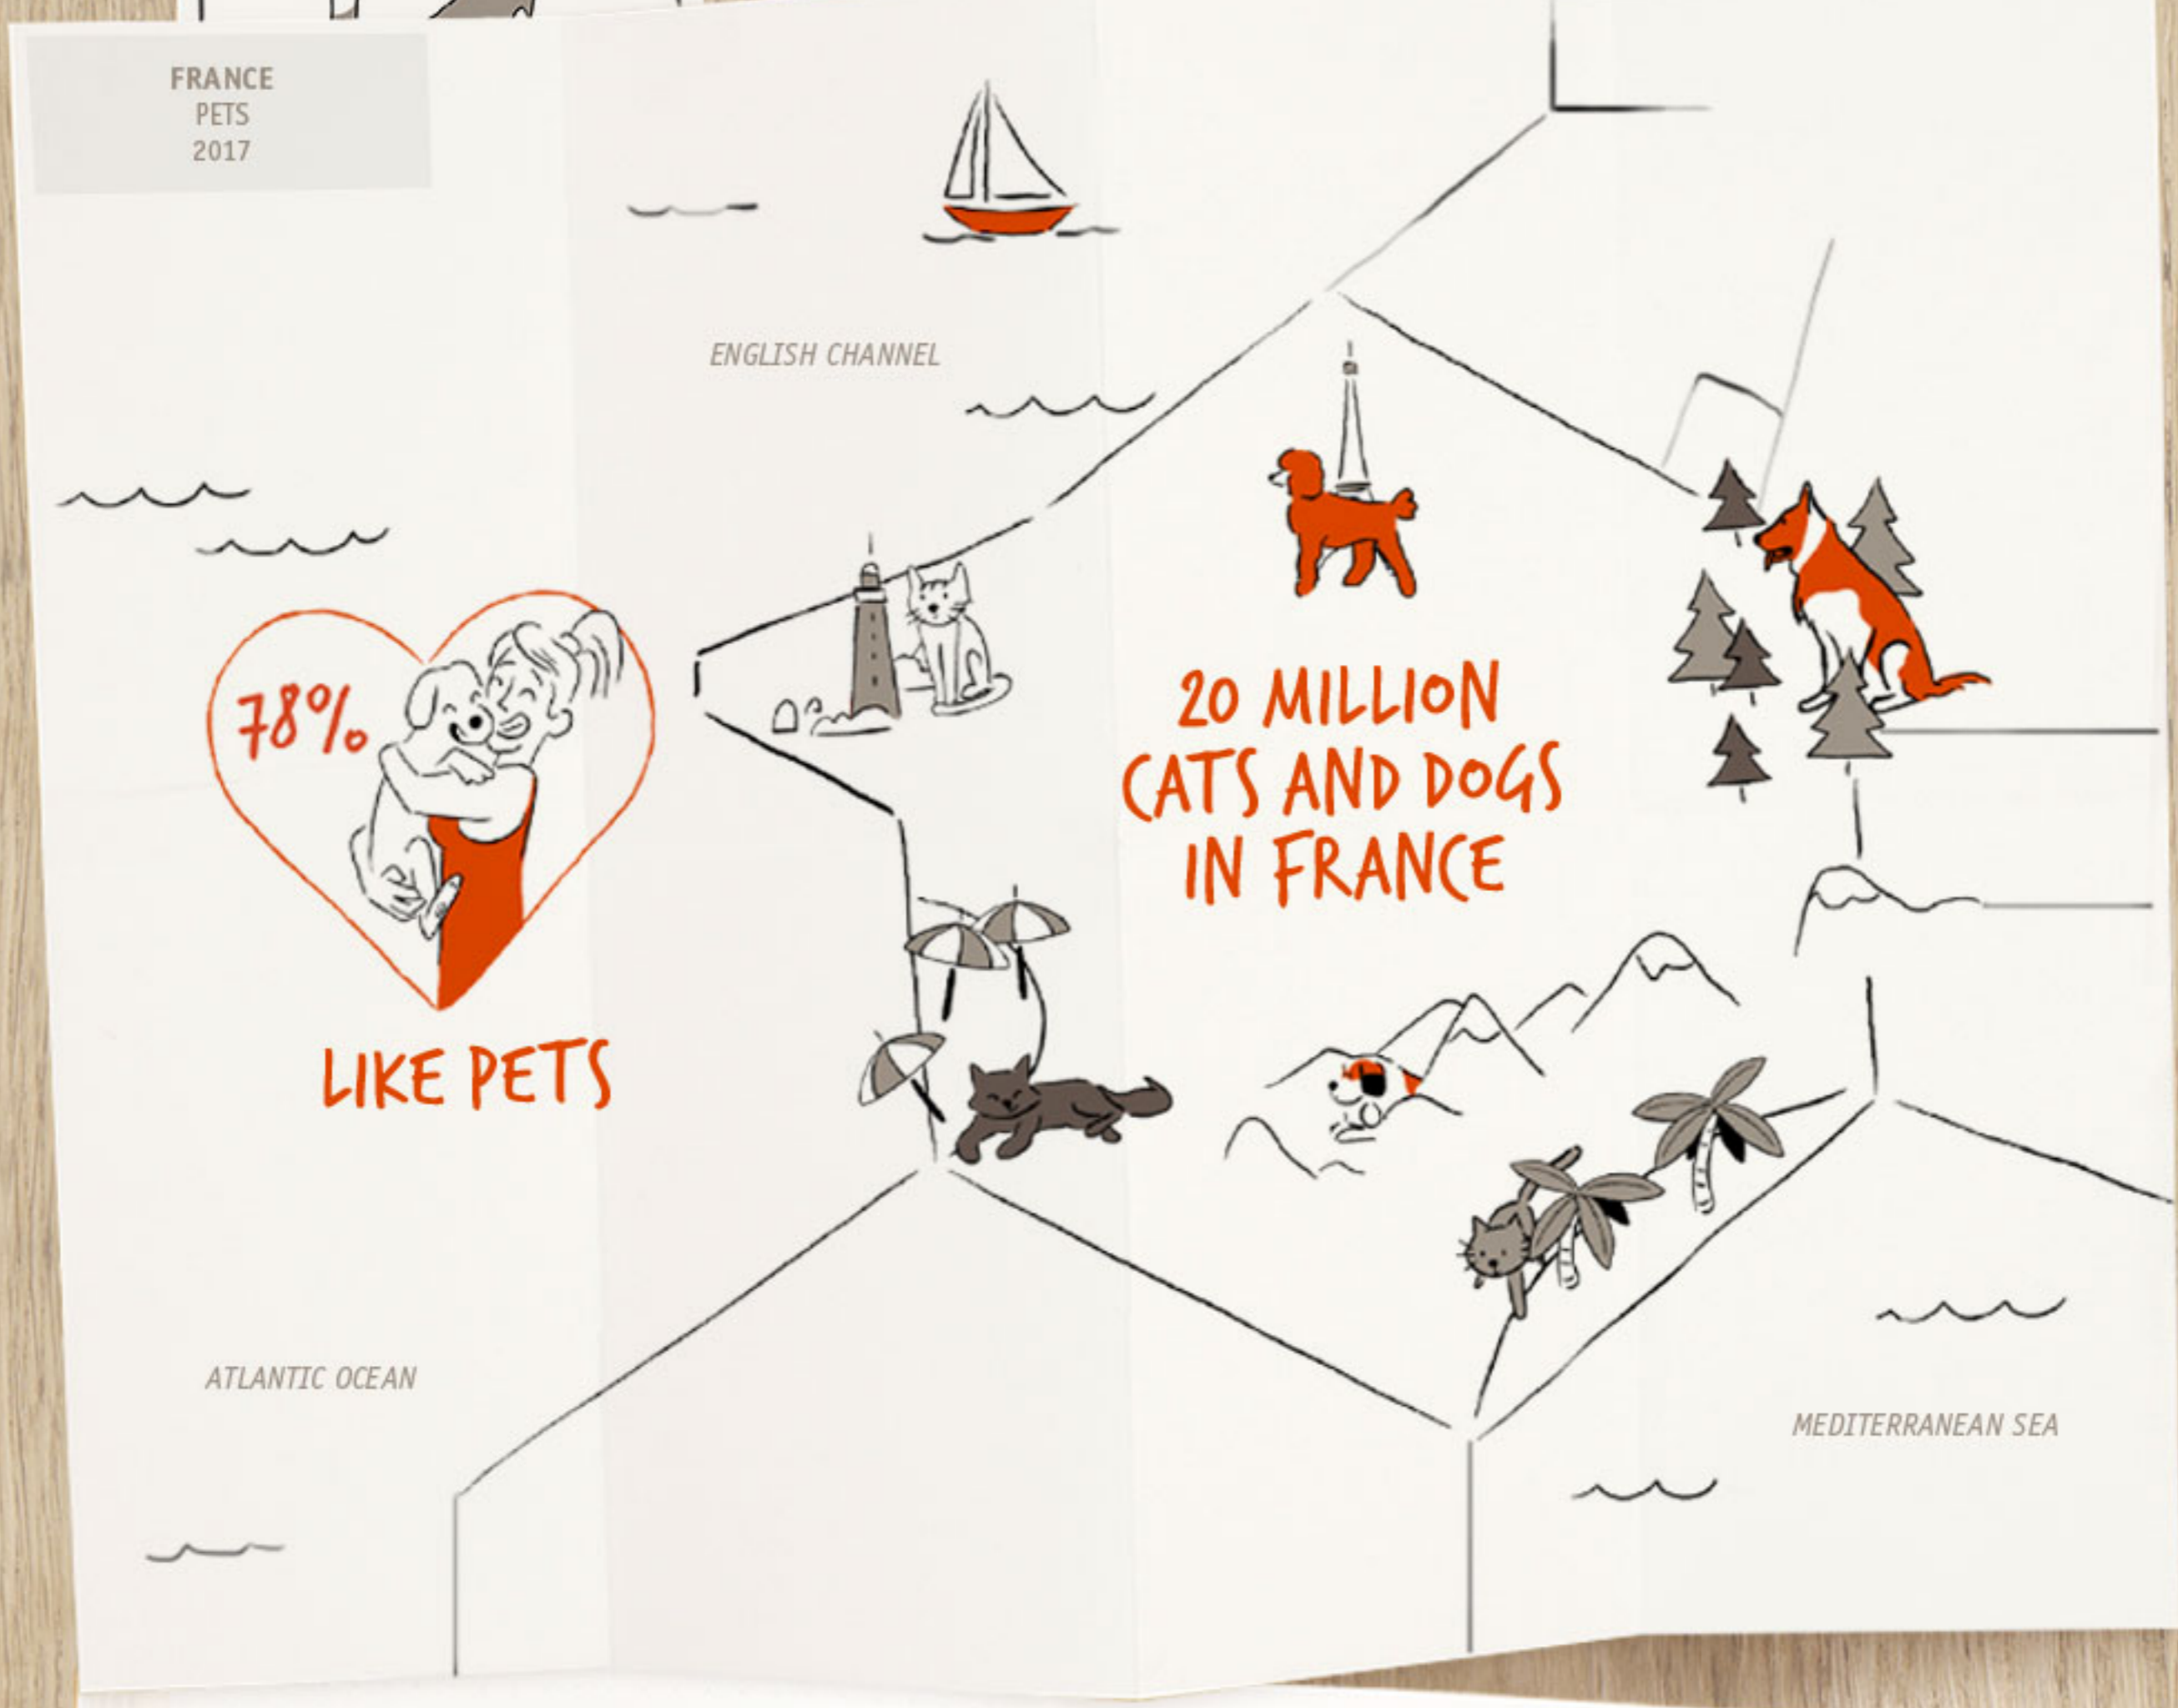 FRANCE
PETS
2017
ENGLISH CHANNEL
78%
LIKE PETS
20 MILLION
CATS AND DOGS
IN FRANCE
ATLANTIC OCEAN
MEDITERRANEAN SEA